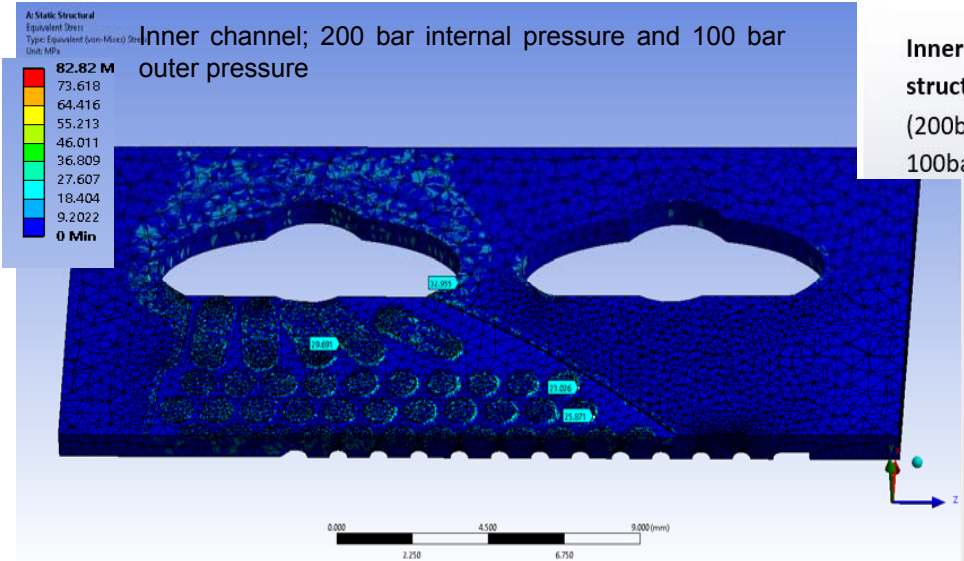 A: Static Structural
Equivalent Stress
Type: Equivalent (von-Mises) Stre
Unit: MPa
Inner channel; 200 bar internal pressure and 100 bar
outer pressure
82.82 M
73.618
64.416
55.213
46.011
36.809
27.607
18.404
9.2022
0 Min
Inner
struct
(200b
100ba
32.955
29.691
23.026
25.871
Y
Z
0.000 4.500 9.000 (mm)
2.250 6.750